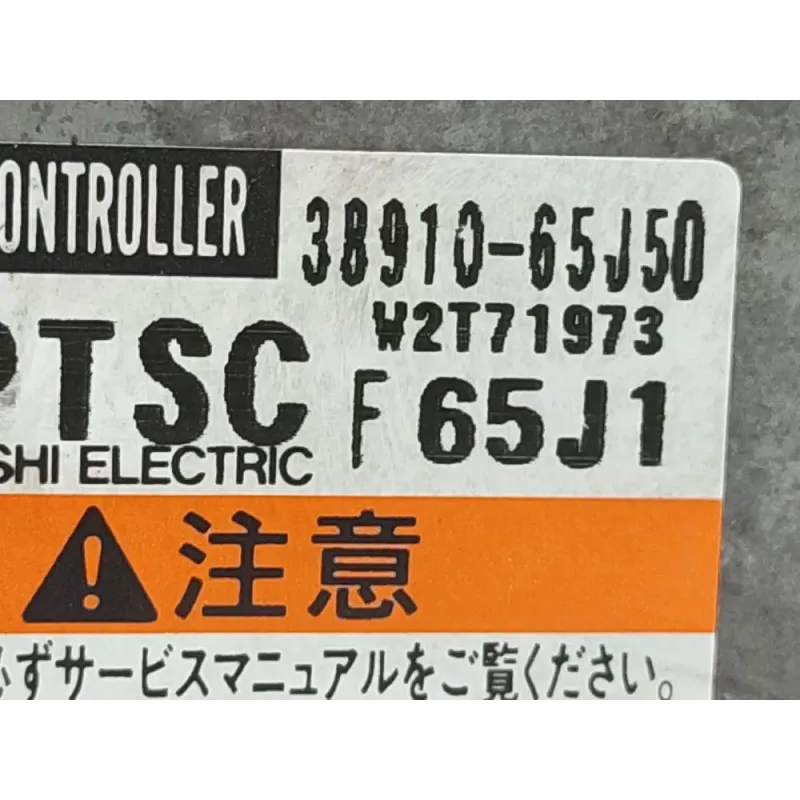 ONTROLLER 38910-65J50
W2T71973
PTSC F 65J1
SHI ELECTRIC
注意
必ずサービスマニュアルをご覧ください。